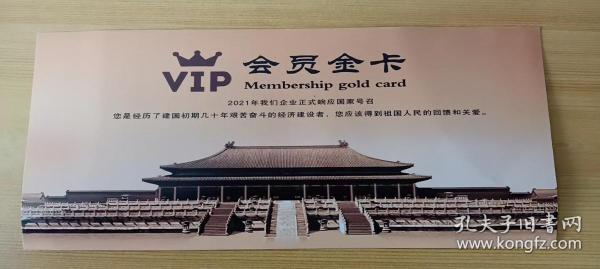 VIP 会员金卡
Membership gold card
2021年我们企业正式响应国家号召
您是经历了建国初期几十年艰苦奋斗的经济建设者,您应该得到祖国人民的回馈和关爱。
孔夫子旧书网
www.kongfz.com